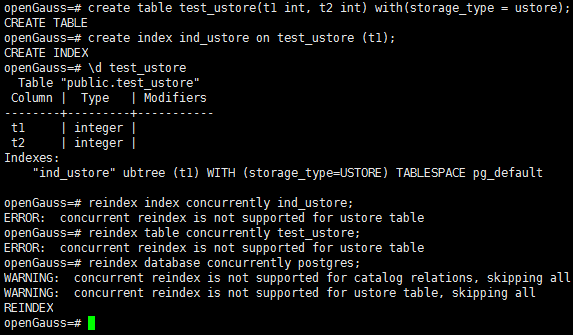 openGauss=# create table test_ustore(t1 int, t2 int) with(storage_type = ustore);
CREATE TABLE
openGauss=# create index ind_ustore on test_ustore (t1);
CREATE INDEX
openGauss=# \d test_ustore
  Table "public.test_ustore"
 Column |  Type   | Modifiers
--------+---------+-----------
 t1     | integer |
 t2     | integer |
Indexes:
    "ind_ustore" ubtree (t1) WITH (storage_type=USTORE) TABLESPACE pg_default

openGauss=# reindex index concurrently ind_ustore;
ERROR:  concurrent reindex is not supported for ustore table
openGauss=# reindex table concurrently test_ustore;
ERROR:  concurrent reindex is not supported for ustore table
openGauss=# reindex database concurrently postgres;
WARNING:  concurrent reindex is not supported for catalog relations, skipping all
WARNING:  concurrent reindex is not supported for ustore table, skipping all
REINDEX
openGauss=#